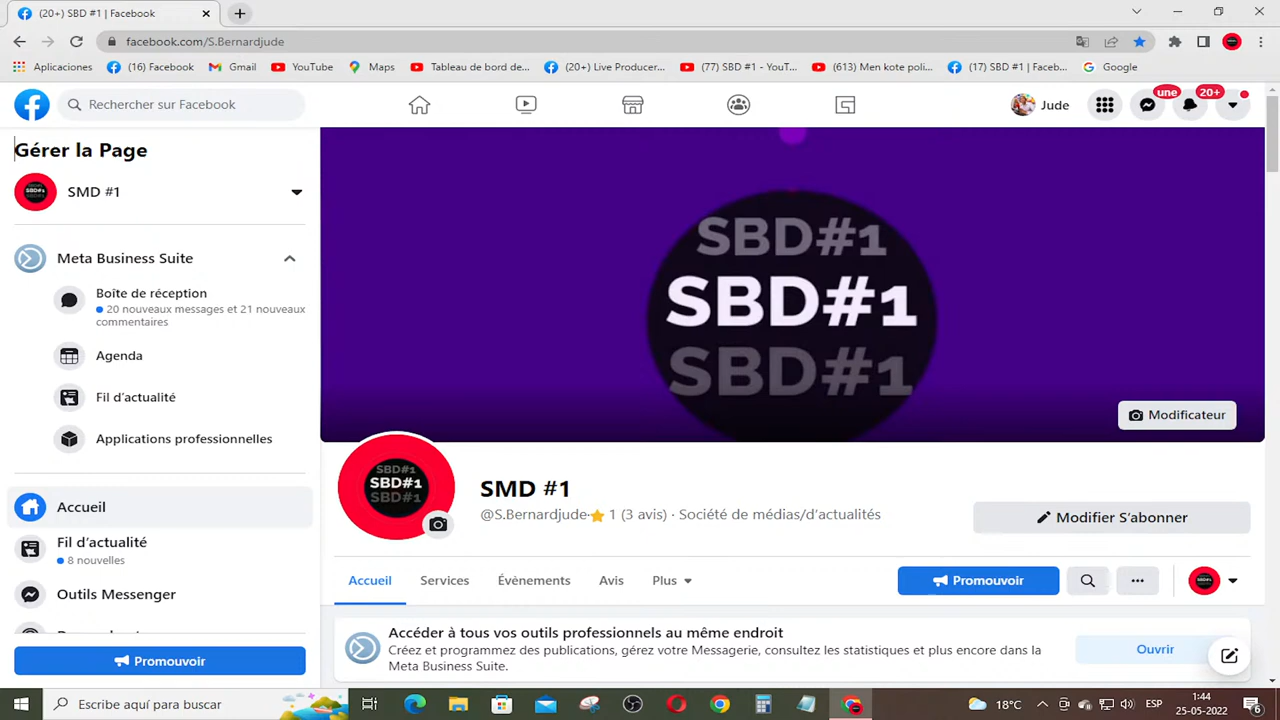 (20+) SBD #1 | Facebook
facebook.com/S.Bernardjude
Aplicaciones
(16) Facebook
Gmail
YouTube
Maps
Tableau de bord de...
(20+) Live Producer...
(77) SBD #1 - YouT...
(613) Men kote poli...
(17) SBD #1 | Faceb...
Google
Rechercher sur Facebook
Jude
une
20+
Gérer la Page
SMD #1
Meta Business Suite
Boîte de réception
20 nouveaux messages et 21 nouveaux
commentaires
Agenda
Fil d'actualité
Applications professionnelles
Accueil
Fil d'actualité
8 nouvelles
Outils Messenger
Promouvoir
SBD#1
SBD#1
SBD#1
Modificateur
SBD#1
SBD#1
SBD#1
SMD #1
@S.Bernardjude · 1 (3 avis) · Société de médias/d'actualités
Modifier S'abonner
Accueil
Services
Évènements
Avis
Plus
Promouvoir
Accéder à tous vos outils professionnels au même endroit
Créez et programmez des publications, gérez votre Messagerie, consultez les statistiques et plus encore dans la
Meta Business Suite.
Ouvrir
Escribe aquí para buscar
18°C
ESP
1:44
25-05-2022
6